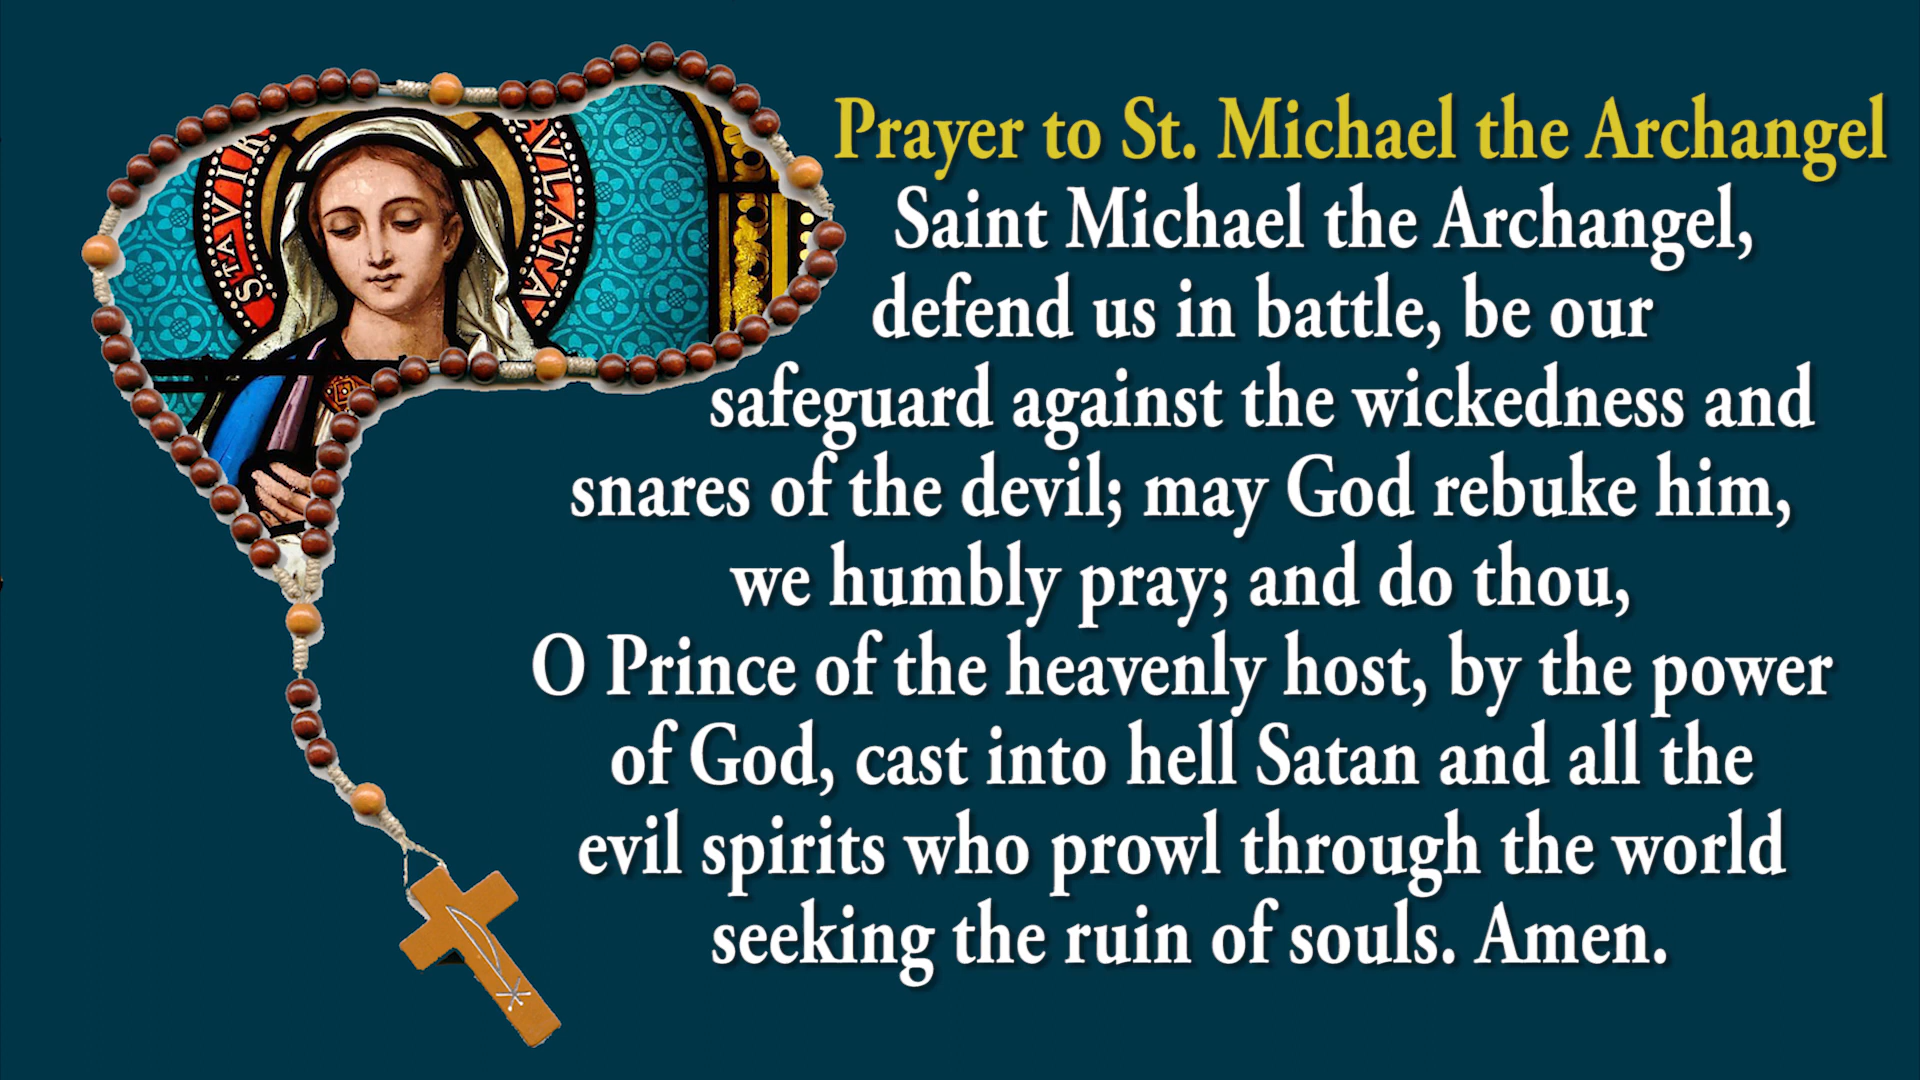 STA VIR
VLATA
Prayer to St. Michael the Archangel
Saint Michael the Archangel,
defend us in battle, be our
safeguard against the wickedness and
snares of the devil; may God rebuke him,
we humbly pray; and do thou,
O Prince of the heavenly host, by the power
of God, cast into hell Satan and all the
evil spirits who prowl through the world
seeking the ruin of souls. Amen.